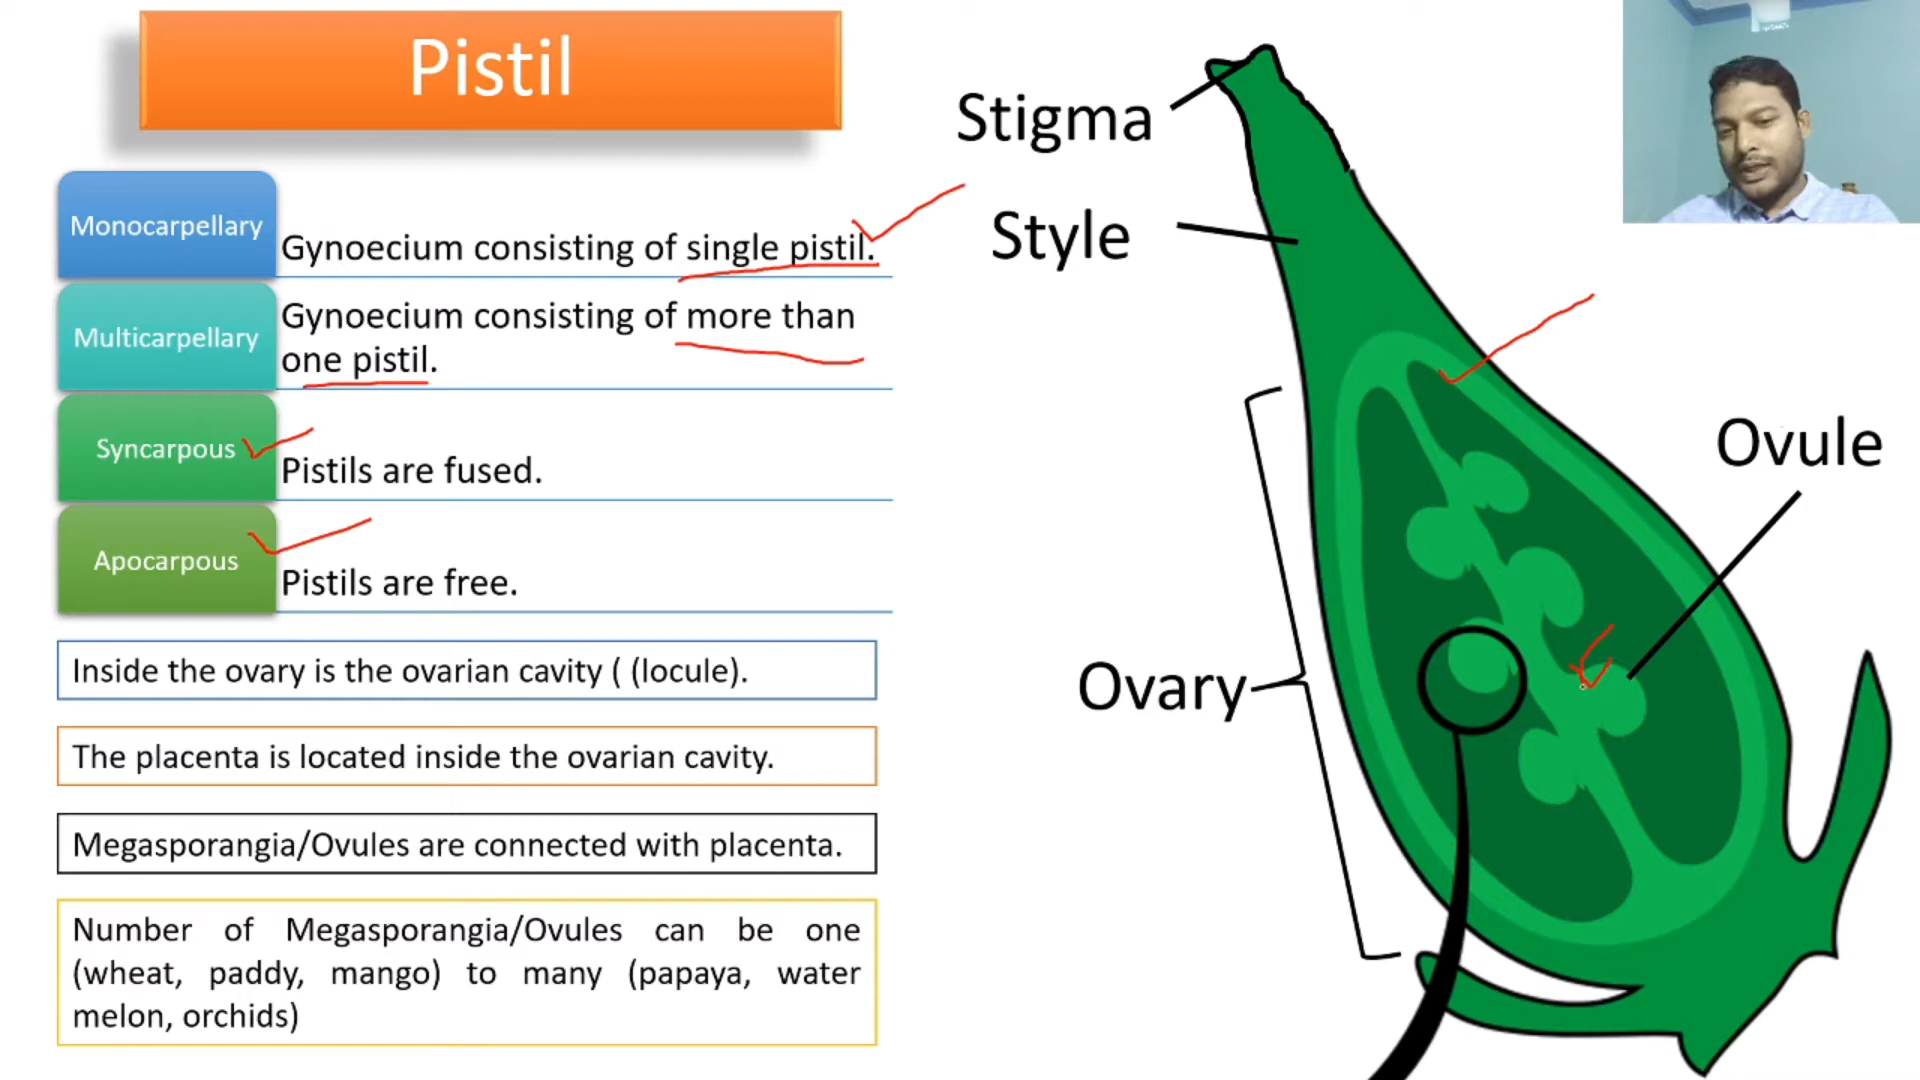 Pistil
Monocarpellary
Gynoecium consisting of single pistil.
Multicarpellary
Gynoecium consisting of more than
one pistil.
Syncarpous
Pistils are fused.
Apocarpous
Pistils are free.
Inside the ovary is the ovarian cavity ( (locule).
The placenta is located inside the ovarian cavity.
Megasporangia/Ovules are connected with placenta.
Number of Megasporangia/Ovules can be one
(wheat, paddy, mango) to many (papaya, water
melon, orchids)
Stigma
Style
Ovule
Ovary